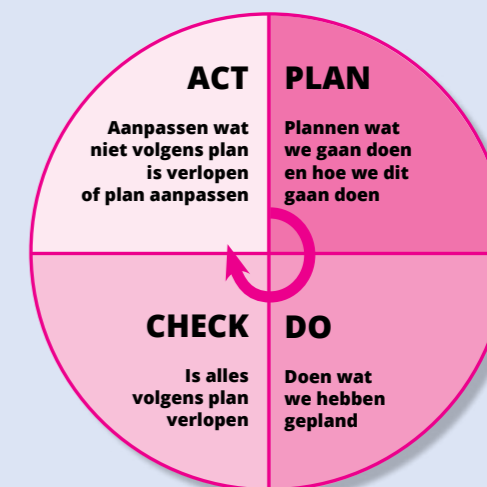 ACT
Aanpassen wat
niet volgens plan
is verlopen
of plan aanpassen
PLAN
Plannen wat
we gaan doen
en hoe we dit
gaan doen
CHECK
Is alles
volgens plan
verlopen
DO
Doen wat
we hebben
gepland